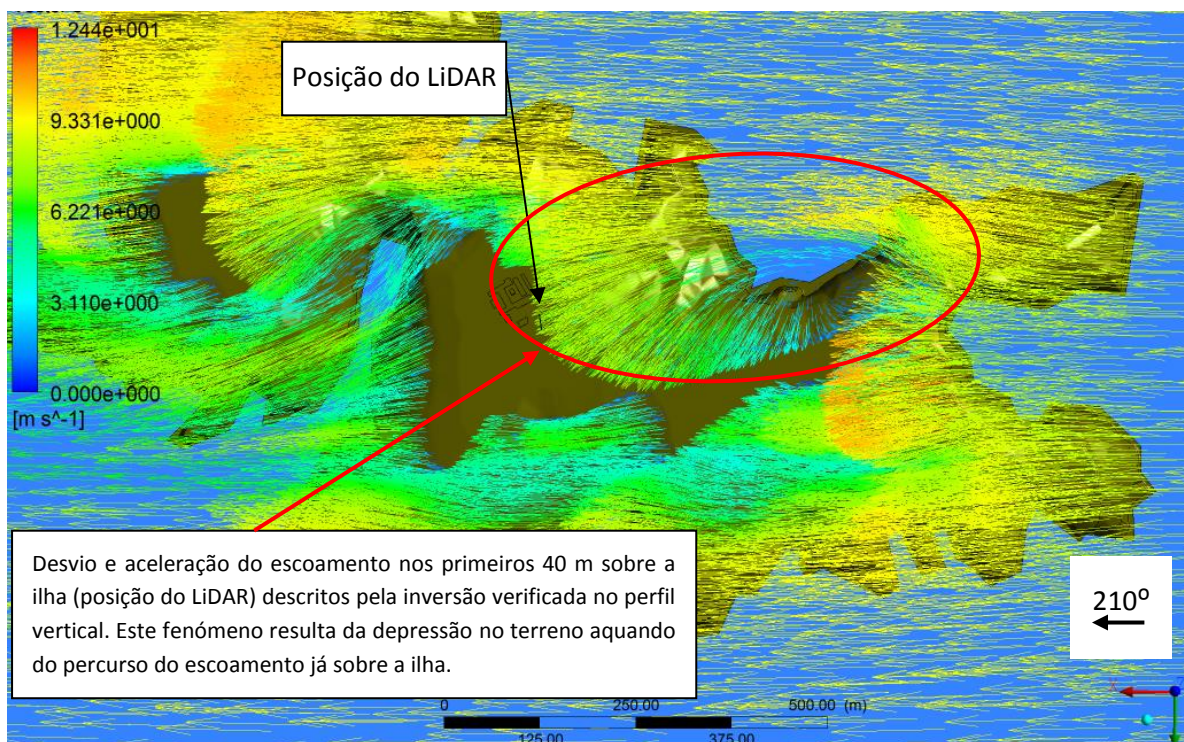 1.244e+001
9.331e+000
6.221e+000
3.110e+000
0.000e+000
[m s^-1]
Posição do LiDAR
Desvio e aceleração do escoamento nos primeiros 40 m sobre a
ilha (posição do LiDAR) descritos pela inversão verificada no perfil
vertical. Este fenómeno resulta da depressão no terreno aquando
do percurso do escoamento já sobre a ilha.
210⁰
0 250.00 500.00 (m)
125.00 375.00